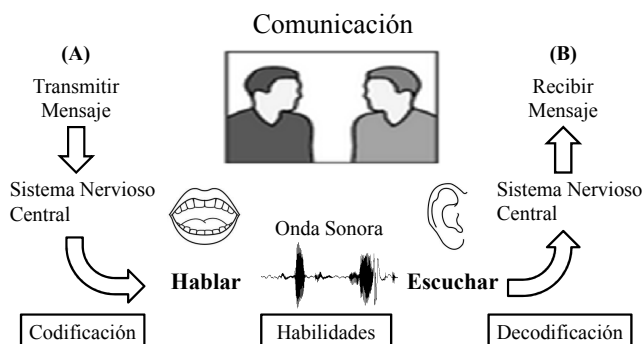 Comunicación
(A)
Transmitir
Mensaje
Sistema Nervioso
Central
Hablar
Codificación
Onda Sonora
Habilidades
(B)
Recibir
Mensaje
Sistema Nervioso
Central
Escuchar
Decodificación